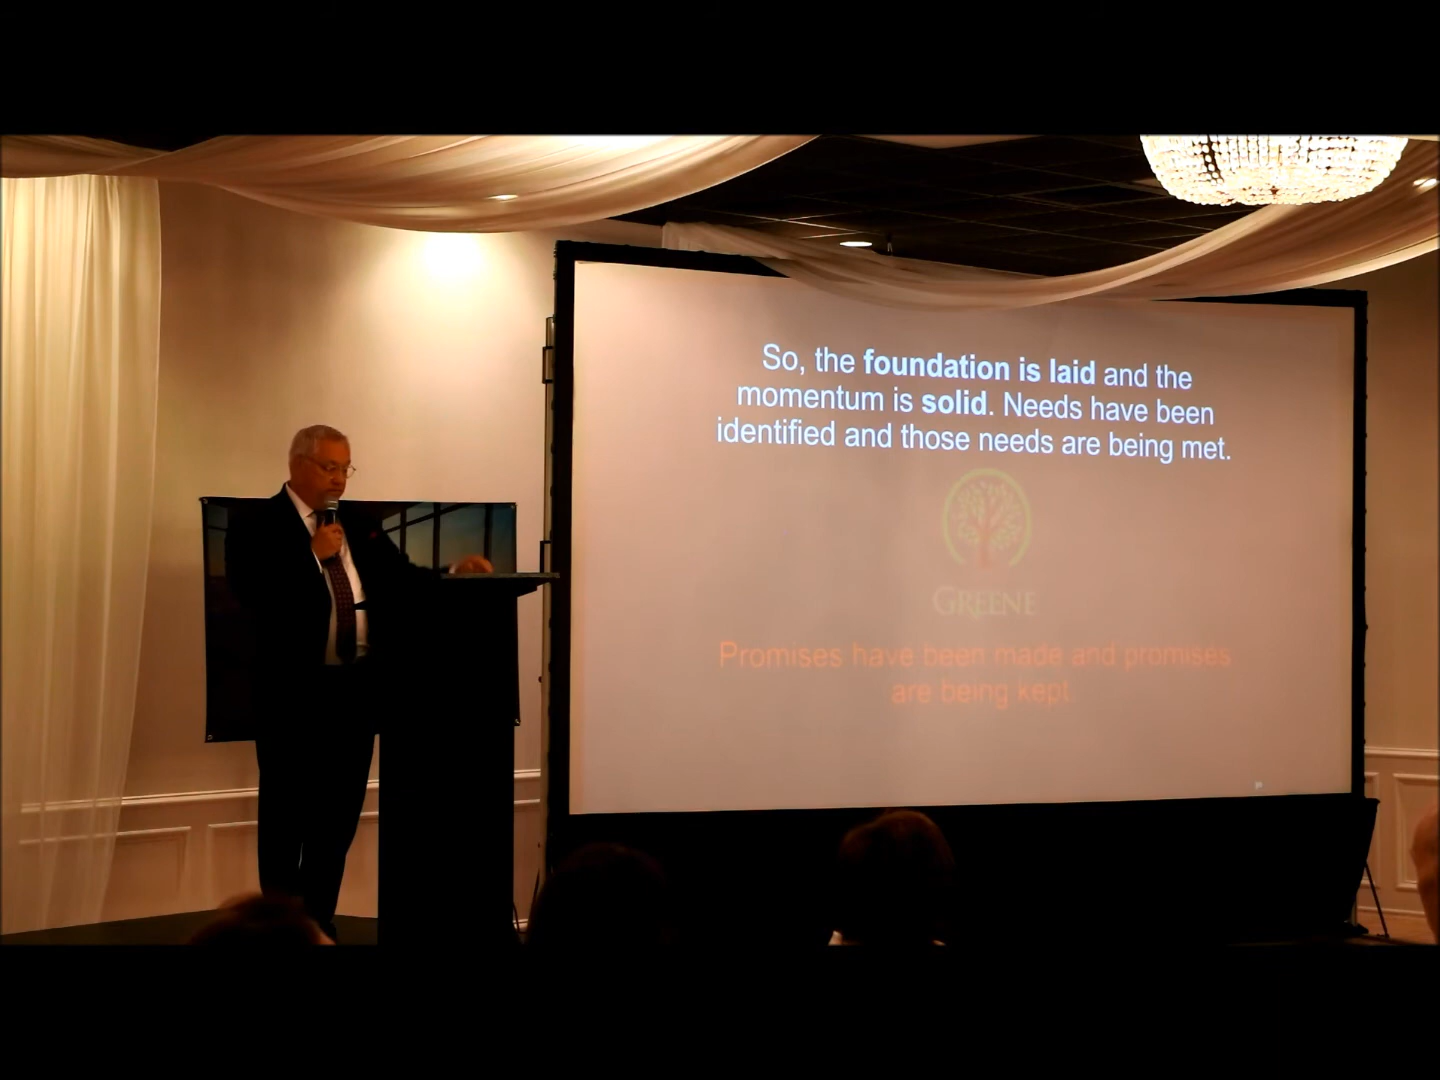 So, the foundation is laid and the
momentum is solid. Needs have been
identified and those needs are being met.
GREENE
Promises have been made and promises
are being kept.